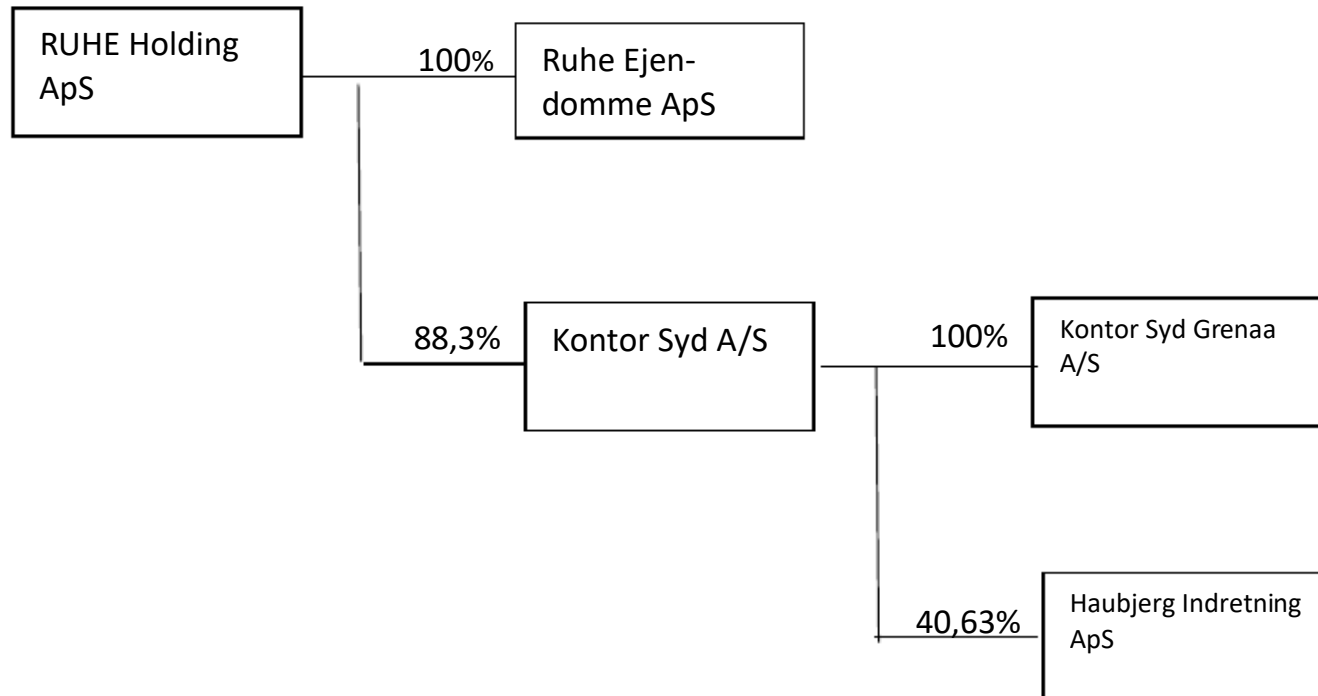 RUHE Holding
ApS
100%
Ruhe Ejen-
domme ApS
88,3%
Kontor Syd A/S
100%
Kontor Syd Grenaa
A/S
40,63%
Haubjerg Indretning
ApS